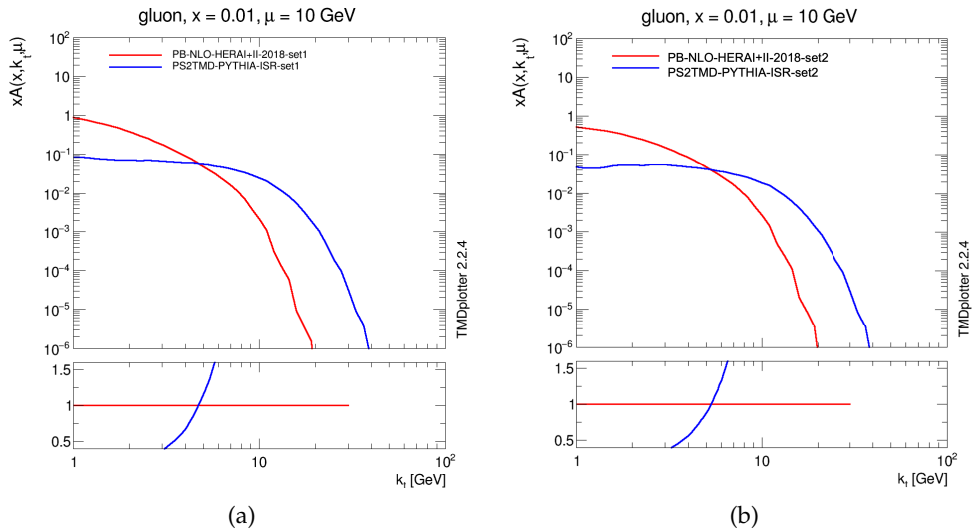 gluon, x = 0.01, μ = 10 GeV
xA(x,kt,μ)
10²
10
1
10⁻¹
10⁻²
10⁻³
10⁻⁴
10⁻⁵
10⁻⁶
PB-NLO-HERAI+II-2018-set1
PS2TMD-PYTHIA-ISR-set1
TMDplotter 2.2.4
1.5
1
0.5
1 10 10²
kt [GeV]
(a)
gluon, x = 0.01, μ = 10 GeV
xA(x,kt,μ)
10²
10
1
10⁻¹
10⁻²
10⁻³
10⁻⁴
10⁻⁵
10⁻⁶
PB-NLO-HERAI+II-2018-set2
PS2TMD-PYTHIA-ISR-set2
TMDplotter 2.2.4
1.5
1
0.5
1 10 10²
kt [GeV]
(b)